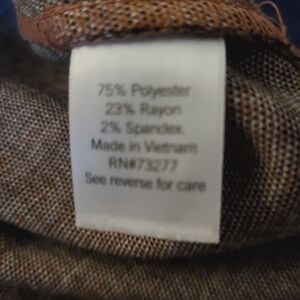 75% Polyester
23% Rayon
2% Spandex.
Made in Vietnam
RN#73277
See reverse for care